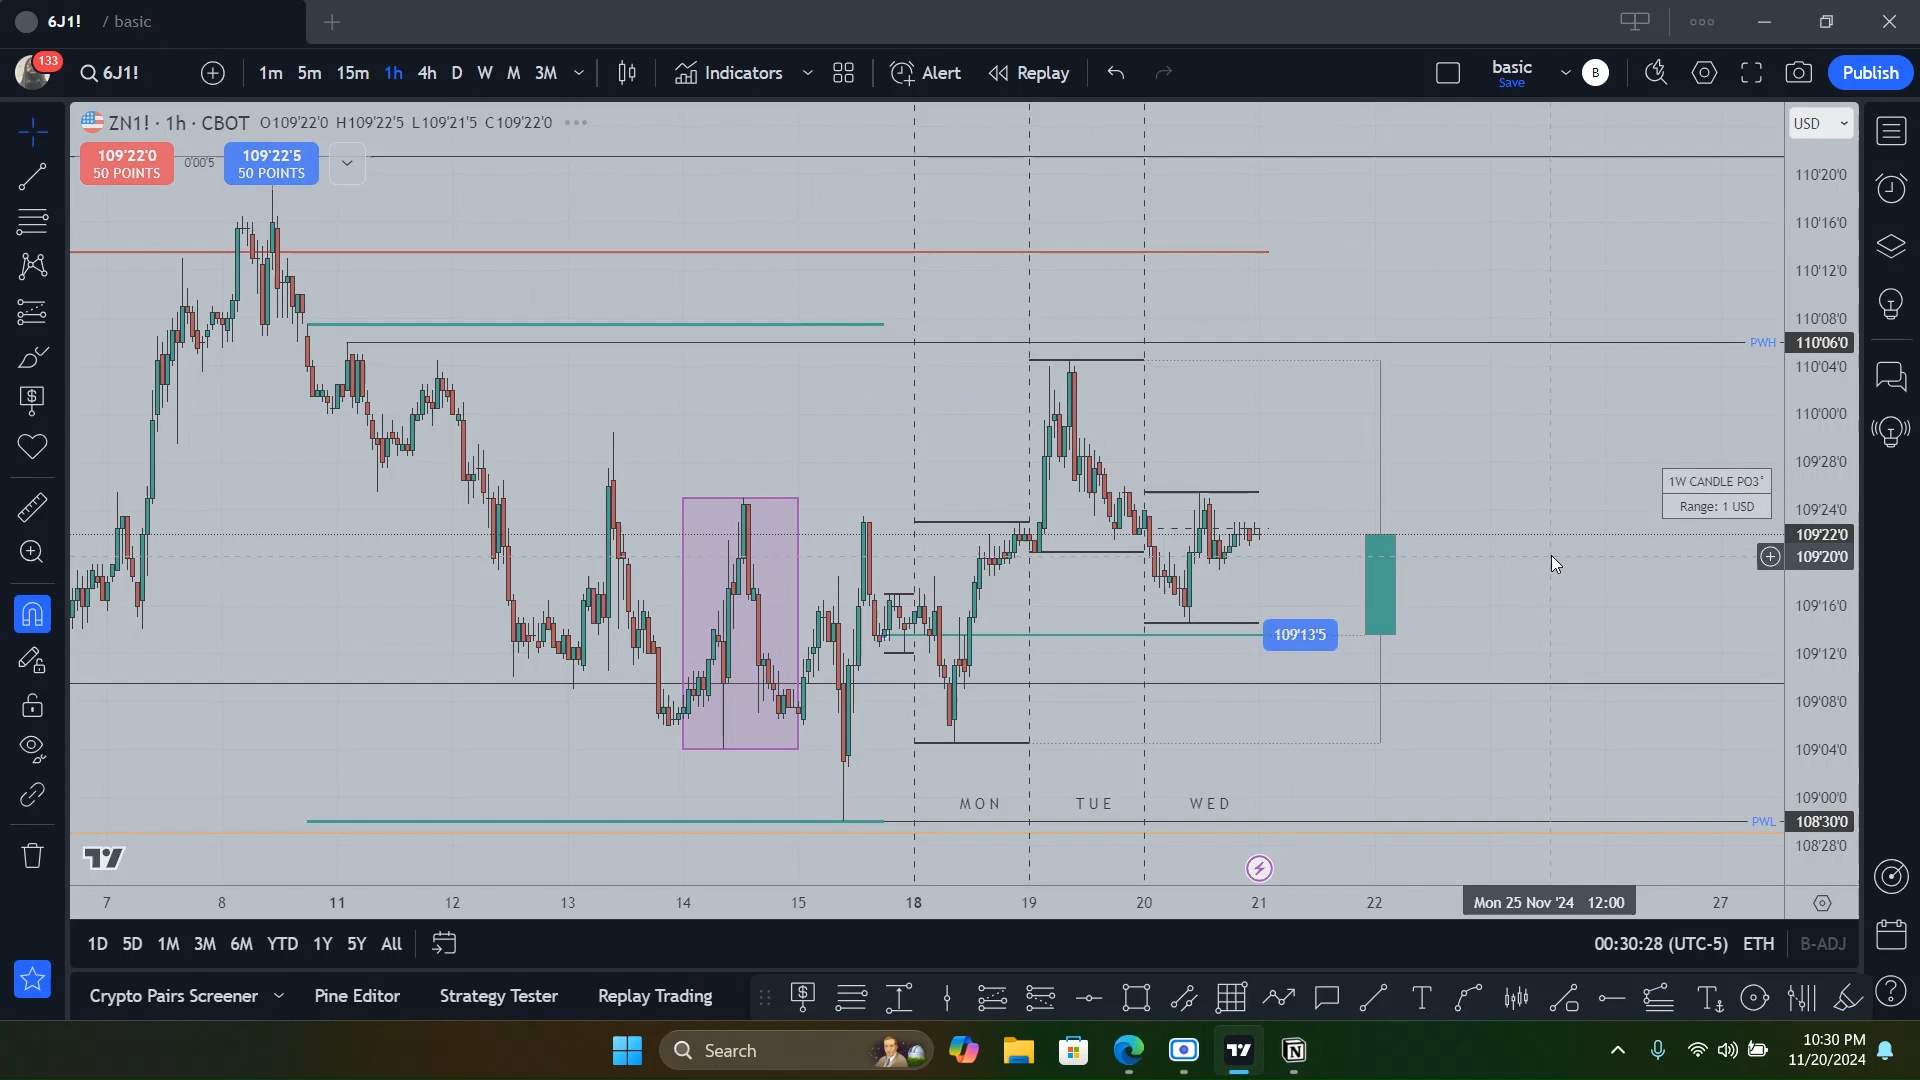 6J1! / basic
133
6J1!
1m 5m 15m 1h 4h D W M 3M
Indicators
Alert
Replay
basic
Save
B
Publish
ZN1! · 1h · CBOT O109'22'0 H109'22'5 L109'21'5 C109'22'0
USD
109'22'0
50 POINTS
0'00'5
109'22'5
50 POINTS
110'20'0
110'16'0
110'12'0
110'08'0
PWH
110'06'0
110'04'0
110'00'0
109'28'0
1W CANDLE PO3°
Range: 1 USD
109'24'0
109'22'0
109'20'0
109'16'0
109'13'5
109'12'0
109'08'0
109'04'0
109'00'0
MON TUE WED
PWL
108'30'0
108'28'0
7 8 11 12 13 14 15 18 19 20 21 22 Mon 25 Nov '24 12:00 27
1D 5D 1M 3M 6M YTD 1Y 5Y All
00:30:28 (UTC-5) ETH B-ADJ
Crypto Pairs Screener Pine Editor Strategy Tester Replay Trading
Search
10:30 PM
11/20/2024